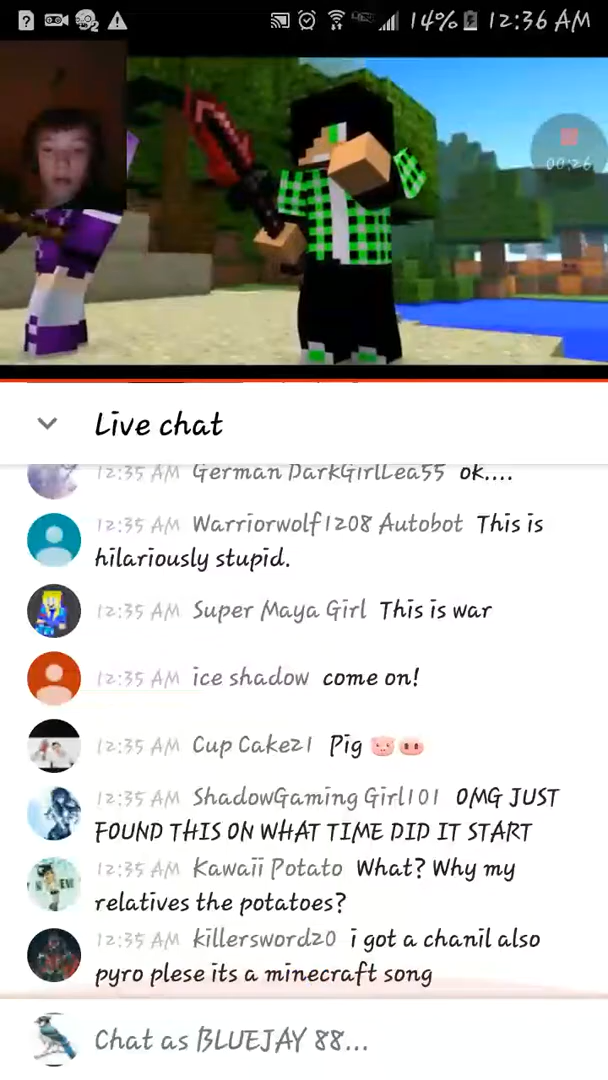 14% 12:36 AM
00:26
Live chat
12:35 AM German DarkGirlLea55 ok....
12:35 AM Warriorwolf1208 Autobot This is
hilariously stupid.
12:35 AM Super Maya Girl This is war
12:35 AM ice shadow come on!
12:35 AM Cup Cake21 Pig 🐷🐽
12:35 AM ShadowGaming Girl101 OMG JUST
FOUND THIS ON WHAT TIME DID IT START
12:35 AM Kawaii Potato What? Why my
relatives the potatoes?
12:35 AM killersword20 i got a chanil also
pyro plese its a minecraft song
Chat as BLUEJAY 88...